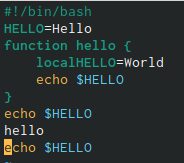 #!/bin/bash
HELLO=Hello
function hello {
    localHELLO=World
    echo $HELLO
}
echo $HELLO
hello
echo $HELLO